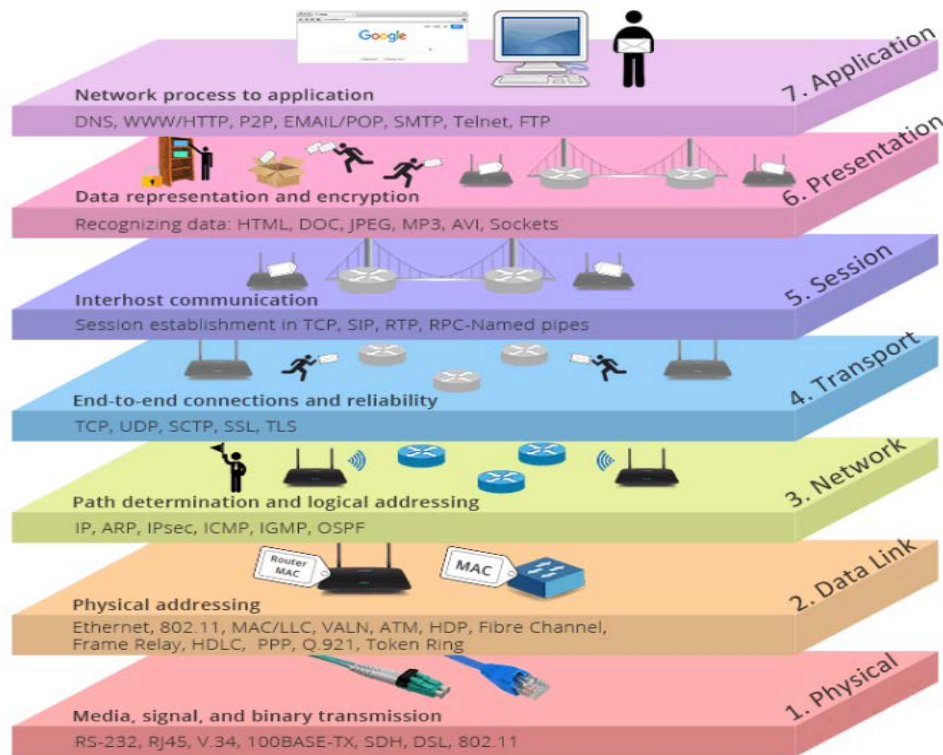 Google
7. Application
Network process to application
DNS, WWW/HTTP, P2P, EMAIL/POP, SMTP, Telnet, FTP
6. Presentation
Data representation and encryption
Recognizing data: HTML, DOC, JPEG, MP3, AVI, Sockets
5. Session
Interhost communication
Session establishment in TCP, SIP, RTP, RPC-Named pipes
4. Transport
End-to-end connections and reliability
TCP, UDP, SCTP, SSL, TLS
3. Network
Path determination and logical addressing
IP, ARP, IPsec, ICMP, IGMP, OSPF
Router
MAC
MAC
2. Data Link
Physical addressing
Ethernet, 802.11, MAC/LLC, VALN, ATM, HDP, Fibre Channel,
Frame Relay, HDLC, PPP, Q.921, Token Ring
1. Physical
Media, signal, and binary transmission
RS-232, RJ45, V.34, 100BASE-TX, SDH, DSL, 802.11